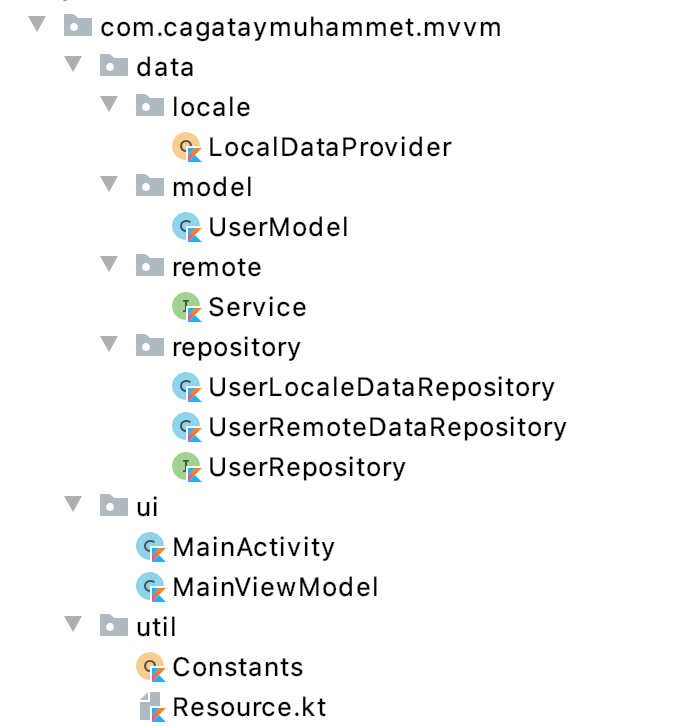 com.cagataymuhammet.mvvm
data
locale
LocalDataProvider
model
UserModel
remote
Service
repository
UserLocaleDataRepository
UserRemoteDataRepository
UserRepository
ui
MainActivity
MainViewModel
util
Constants
Resource.kt